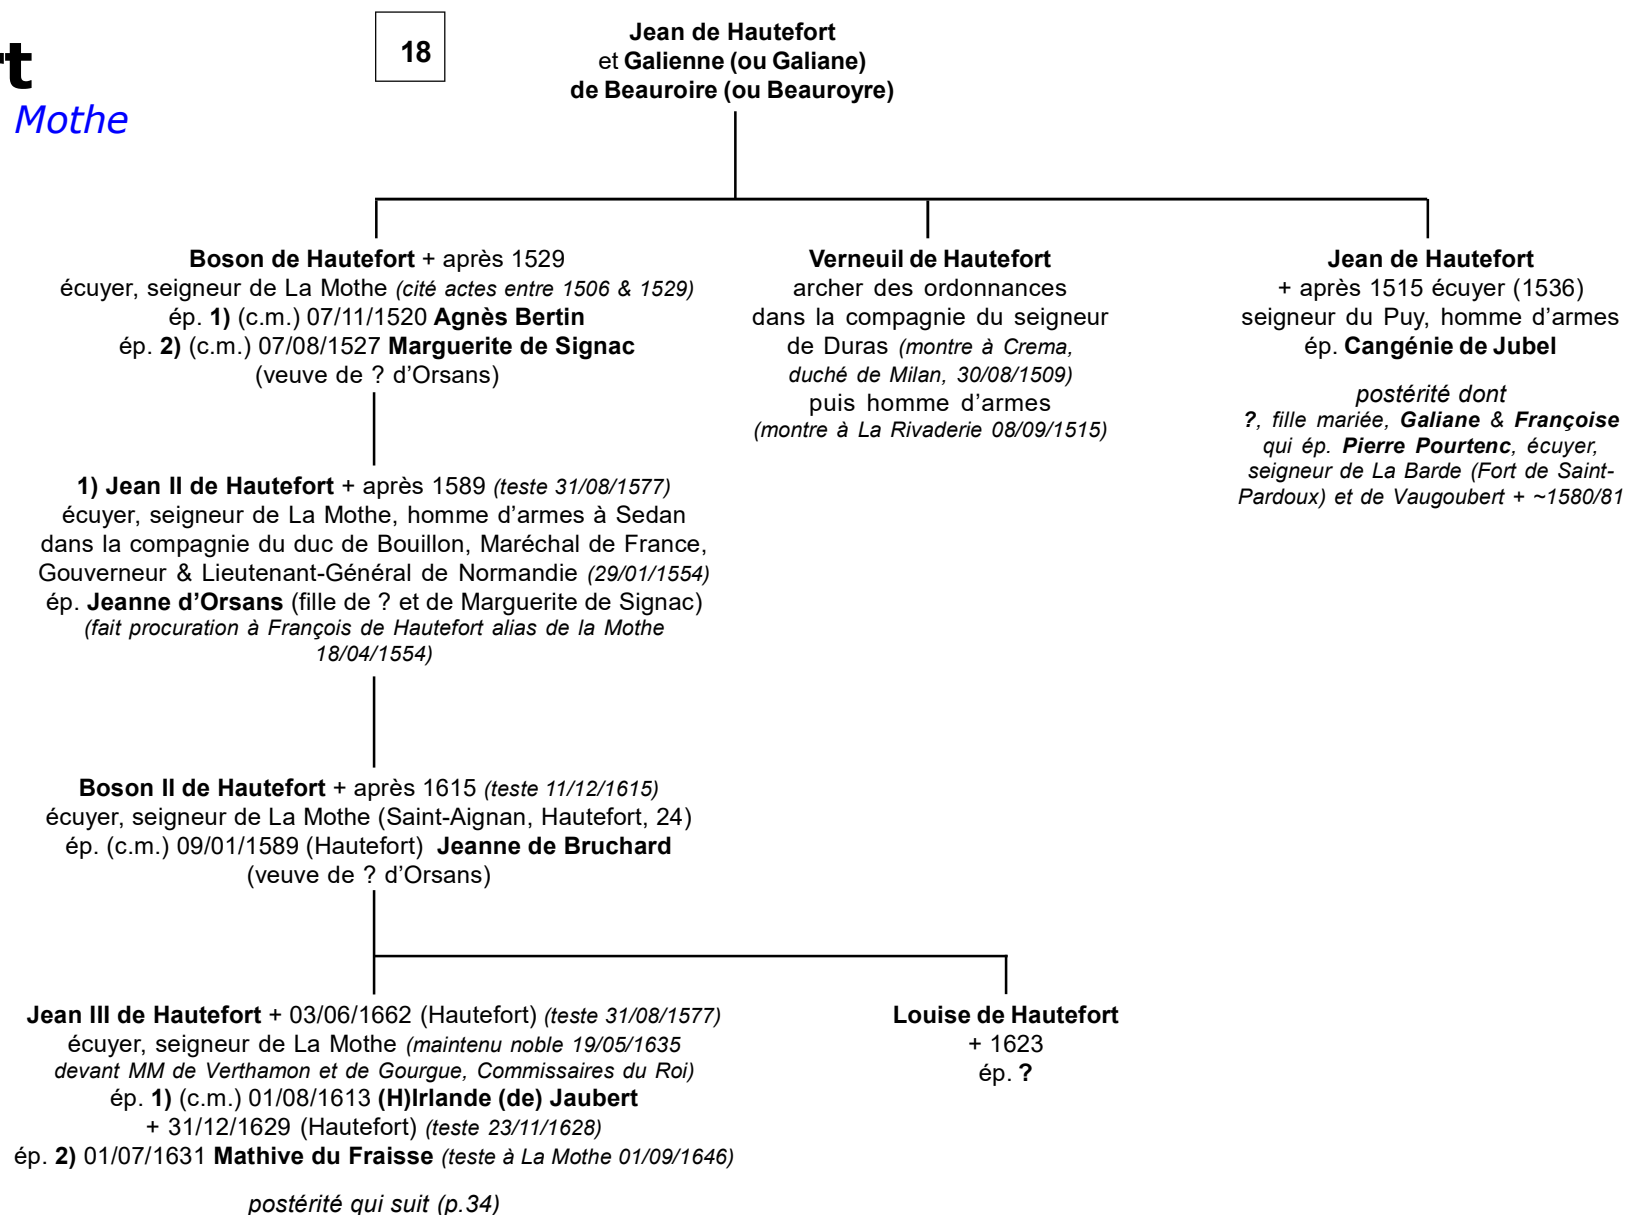 rt
Mothe
18
Jean de Hautefort
et Galienne (ou Galiane)
de Beauroire (ou Beauroyre)
Boson de Hautefort + après 1529
écuyer, seigneur de La Mothe (cité actes entre 1506 & 1529)
ép. 1) (c.m.) 07/11/1520 Agnès Bertin
ép. 2) (c.m.) 07/08/1527 Marguerite de Signac
(veuve de ? d'Orsans)
Verneuil de Hautefort
archer des ordonnances
dans la compagnie du seigneur
de Duras (montre à Crema,
duché de Milan, 30/08/1509)
puis homme d'armes
(montre à La Rivaderie 08/09/1515)
Jean de Hautefort
+ après 1515 écuyer (1536)
seigneur du Puy, homme d'armes
ép. Cangénie de Jubel
postérité dont
?, fille mariée, Galiane & Françoise
qui ép. Pierre Pourtenc, écuyer,
seigneur de La Barde (Fort de Saint-
Pardoux) et de Vaugoubert + ~1580/81
1) Jean II de Hautefort + après 1589 (teste 31/08/1577)
écuyer, seigneur de La Mothe, homme d'armes à Sedan
dans la compagnie du duc de Bouillon, Maréchal de France,
Gouverneur & Lieutenant-Général de Normandie (29/01/1554)
ép. Jeanne d'Orsans (fille de ? et de Marguerite de Signac)
(fait procuration à François de Hautefort alias de la Mothe
18/04/1554)
Boson II de Hautefort + après 1615 (teste 11/12/1615)
écuyer, seigneur de La Mothe (Saint-Aignan, Hautefort, 24)
ép. (c.m.) 09/01/1589 (Hautefort) Jeanne de Bruchard
(veuve de ? d'Orsans)
Jean III de Hautefort + 03/06/1662 (Hautefort) (teste 31/08/1577)
écuyer, seigneur de La Mothe (maintenu noble 19/05/1635
devant MM de Verthamon et de Gourgue, Commissaires du Roi)
ép. 1) (c.m.) 01/08/1613 (H)Irlande (de) Jaubert
+ 31/12/1629 (Hautefort) (teste 23/11/1628)
ép. 2) 01/07/1631 Mathive du Fraisse (teste à La Mothe 01/09/1646)
postérité qui suit (p.34)
Louise de Hautefort
+ 1623
ép. ?